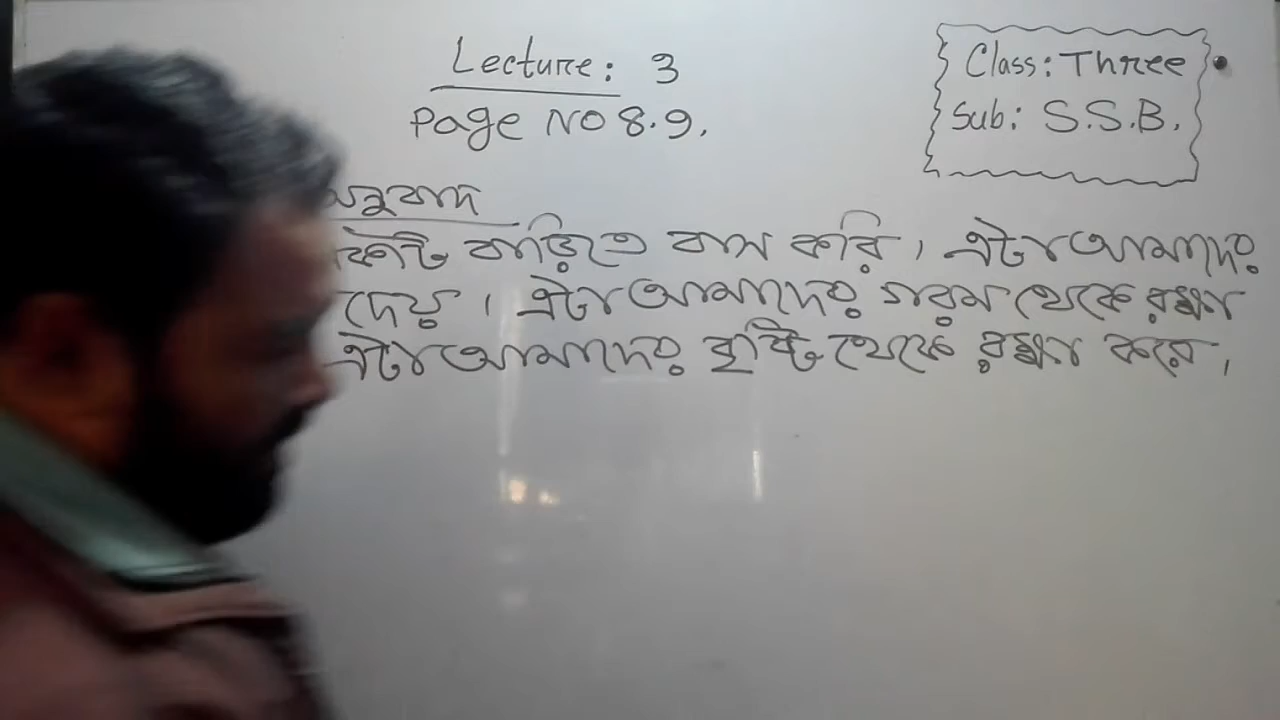 Lecture: 3
Page NO 8.9.
Class: Three
Sub: S.S.B.
নুবাদ
কটি বাড়িতে বাস করি। এটা আমাদের
দেয়। এটা আমাদের গরম থেকে রক্ষা
এটা আমাদের বৃষ্টি থেকে রক্ষা করে।